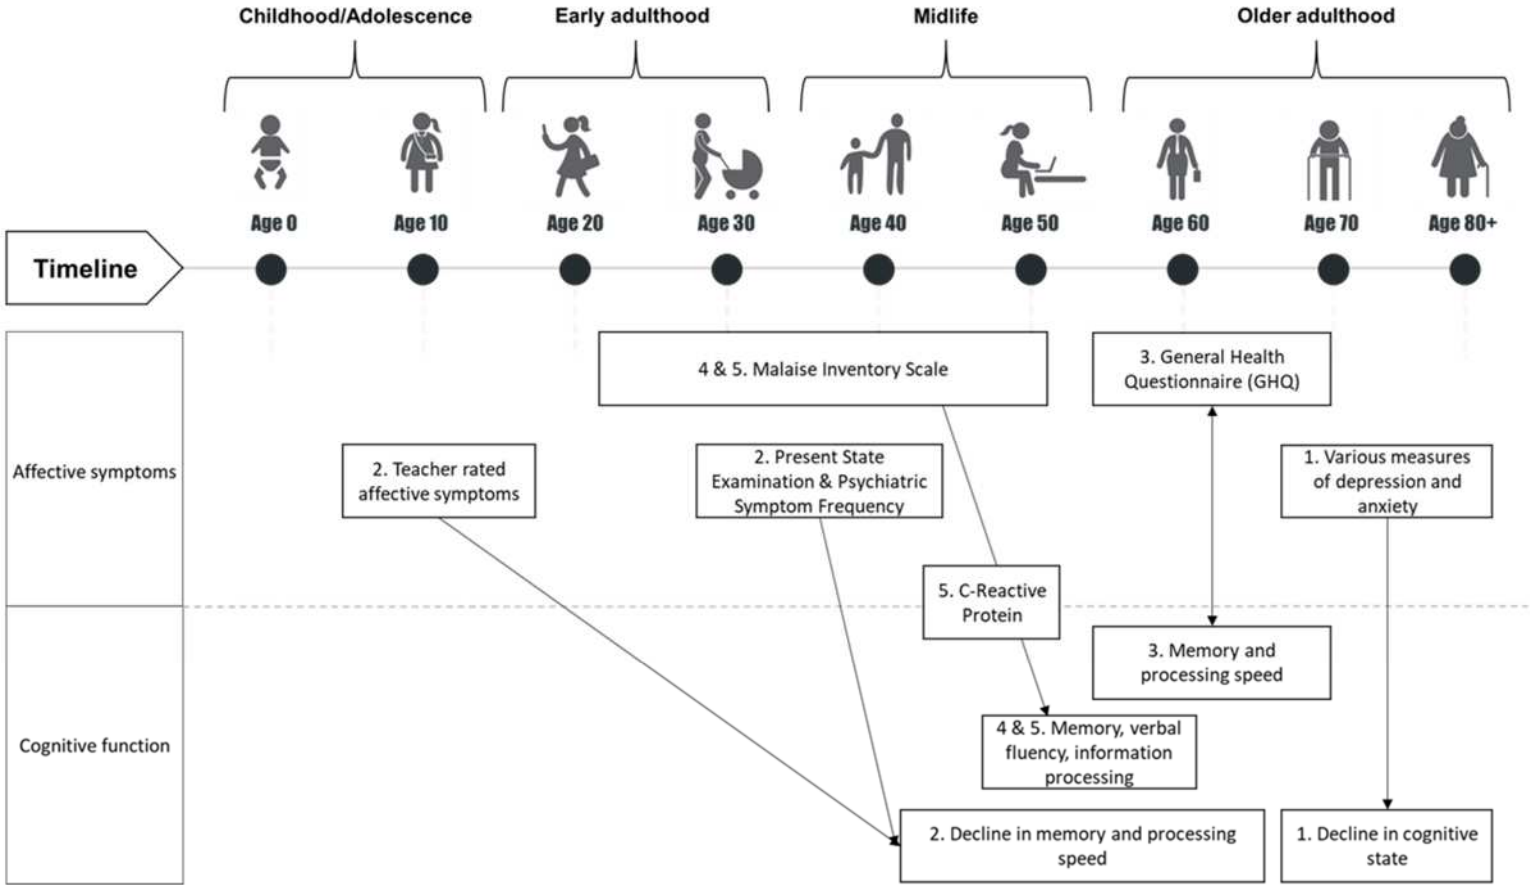 Childhood/Adolescence
Early adulthood
Midlife
Older adulthood
Age 0
Age 10
Age 20
Age 30
Age 40
Age 50
Age 60
Age 70
Age 80+
Timeline
Affective symptoms
4 & 5. Malaise Inventory Scale
3. General Health
Questionnaire (GHQ)
2. Teacher rated
affective symptoms
2. Present State
Examination & Psychiatric
Symptom Frequency
1. Various measures
of depression and
anxiety
5. C-Reactive
Protein
Cognitive function
3. Memory and
processing speed
4 & 5. Memory, verbal
fluency, information
processing
2. Decline in memory and processing
speed
1. Decline in cognitive
state